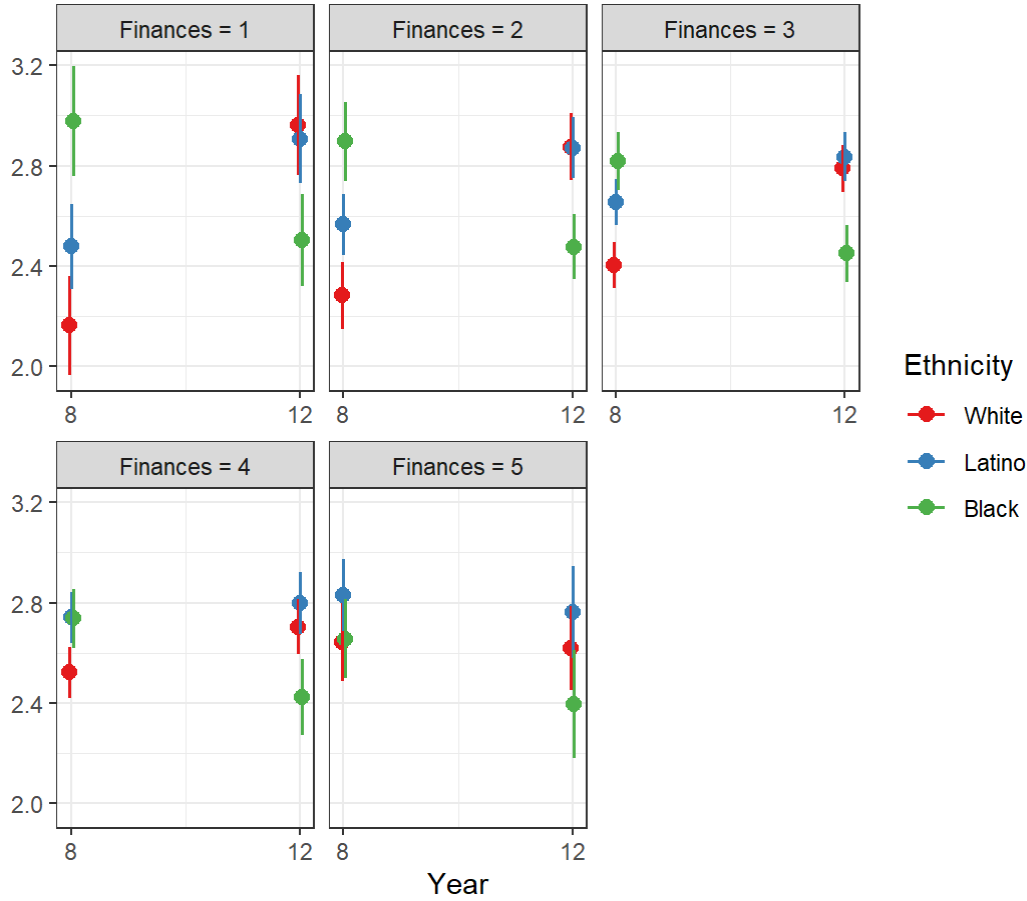 Finances = 1
Finances = 2
Finances = 3
3.2
2.8
2.4
2.0
8
12
8
12
8
12
Finances = 4
Finances = 5
3.2
2.8
2.4
2.0
8
12
8
12
Year
Ethnicity
White
Latino
Black